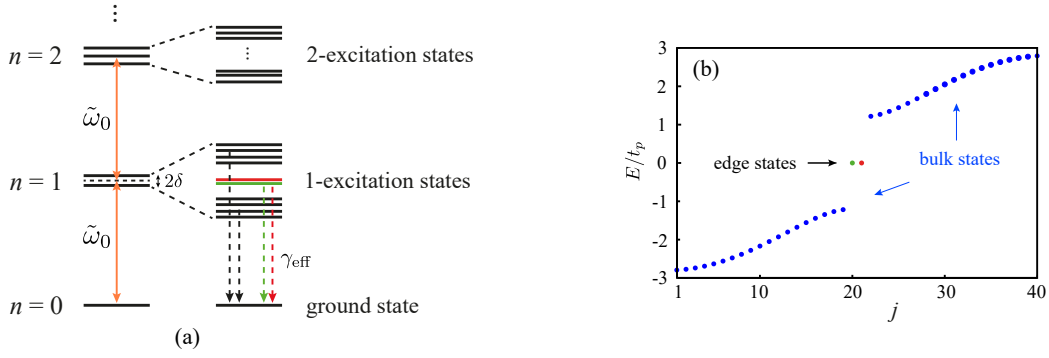 ⋮
n = 2
2-excitation states
⋮
ω̃₀
n = 1
2δ
1-excitation states
ω̃₀
γeff
n = 0
ground state
(a)
(b)
E/tₚ
3
2
1
0
-1
-2
-3
edge states
bulk states
1
10
20
30
40
j